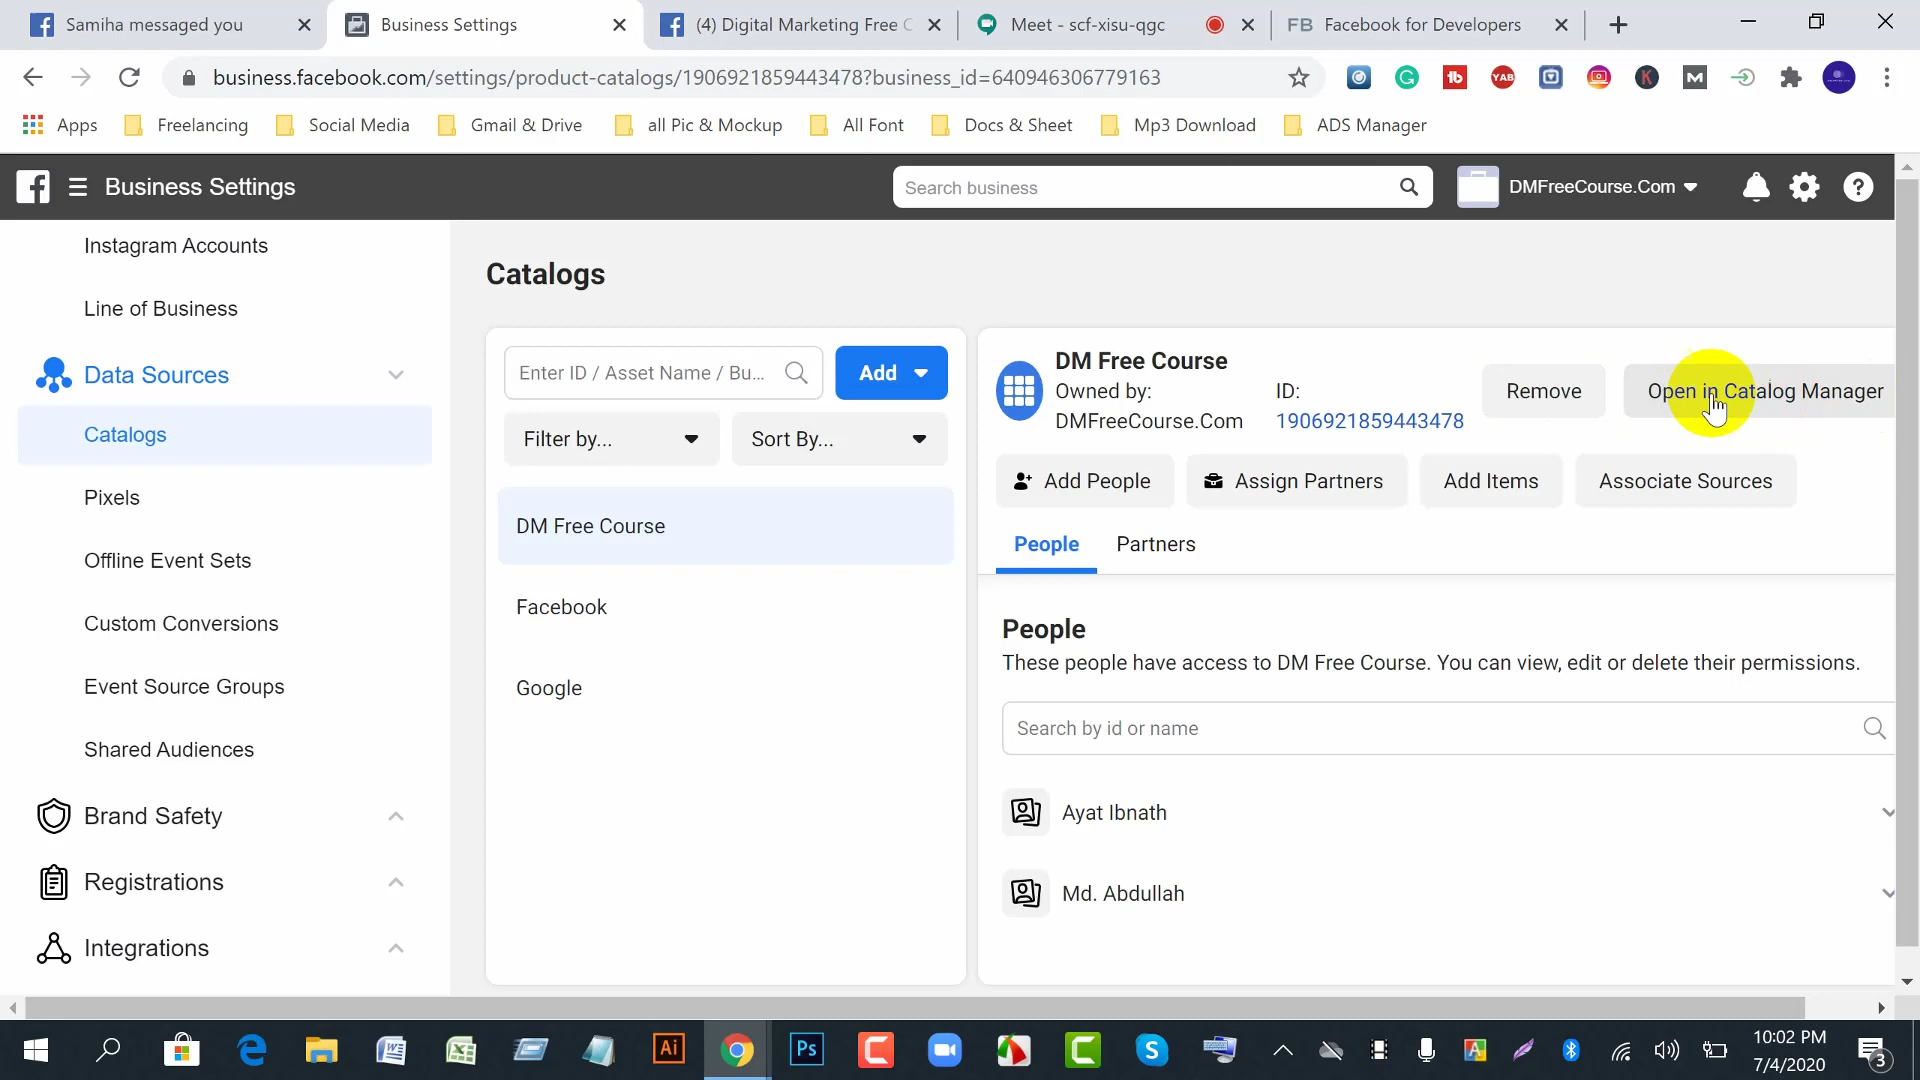 Samiha messaged you
Business Settings
(4) Digital Marketing Free C
Meet - scf-xisu-qgc
FB Facebook for Developers
business.facebook.com/settings/product-catalogs/1906921859443478?business_id=640946306779163
Apps
Freelancing
Social Media
Gmail & Drive
all Pic & Mockup
All Font
Docs & Sheet
Mp3 Download
ADS Manager
Business Settings
Search business
DMFreeCourse.Com
Instagram Accounts
Line of Business
Data Sources
Catalogs
Pixels
Offline Event Sets
Custom Conversions
Event Source Groups
Shared Audiences
Brand Safety
Registrations
Integrations
Catalogs
Enter ID / Asset Name / Bu...
Add
Filter by...
Sort By...
DM Free Course
Facebook
Google
DM Free Course
Owned by:
DMFreeCourse.Com
ID:
1906921859443478
Remove
Open in Catalog Manager
Add People
Assign Partners
Add Items
Associate Sources
People
Partners
People
These people have access to DM Free Course. You can view, edit or delete their permissions.
Search by id or name
Ayat Ibnath
Md. Abdullah
10:02 PM
7/4/2020
3